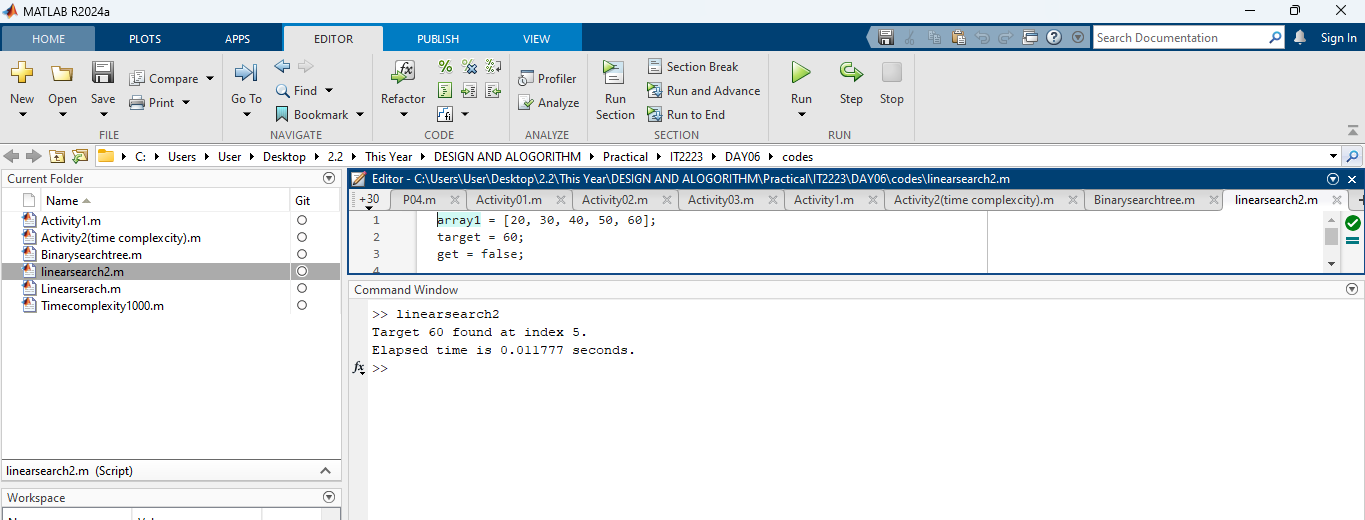 MATLAB R2024a
HOME PLOTS APPS EDITOR PUBLISH VIEW Search Documentation Sign In
New Open Save Compare Print Go To Find Bookmark Refactor Profiler Analyze Run Section Section Break Run and Advance Run to End Run Step Stop
FILE NAVIGATE CODE ANALYZE SECTION RUN
C: Users User Desktop 2.2 This Year DESIGN AND ALOGORITHM Practical IT2223 DAY06 codes
Current Folder
Name Git
Activity1.m
Activity2(time complexcity).m
Binarysearchtree.m
linearsearch2.m
Linearserach.m
Timecomplexity1000.m
linearsearch2.m (Script)
Workspace
Editor - C:\Users\User\Desktop\2.2\This Year\DESIGN AND ALOGORITHM\Practical\IT2223\DAY06\codes\linearsearch2.m
+30 P04.m Activity01.m Activity02.m Activity03.m Activity1.m Activity2(time complexcity).m Binarysearchtree.m linearsearch2.m
1 array1 = [20, 30, 40, 50, 60];
2 target = 60;
3 get = false;
4
Command Window
>> linearsearch2
Target 60 found at index 5.
Elapsed time is 0.011777 seconds.
fx >>